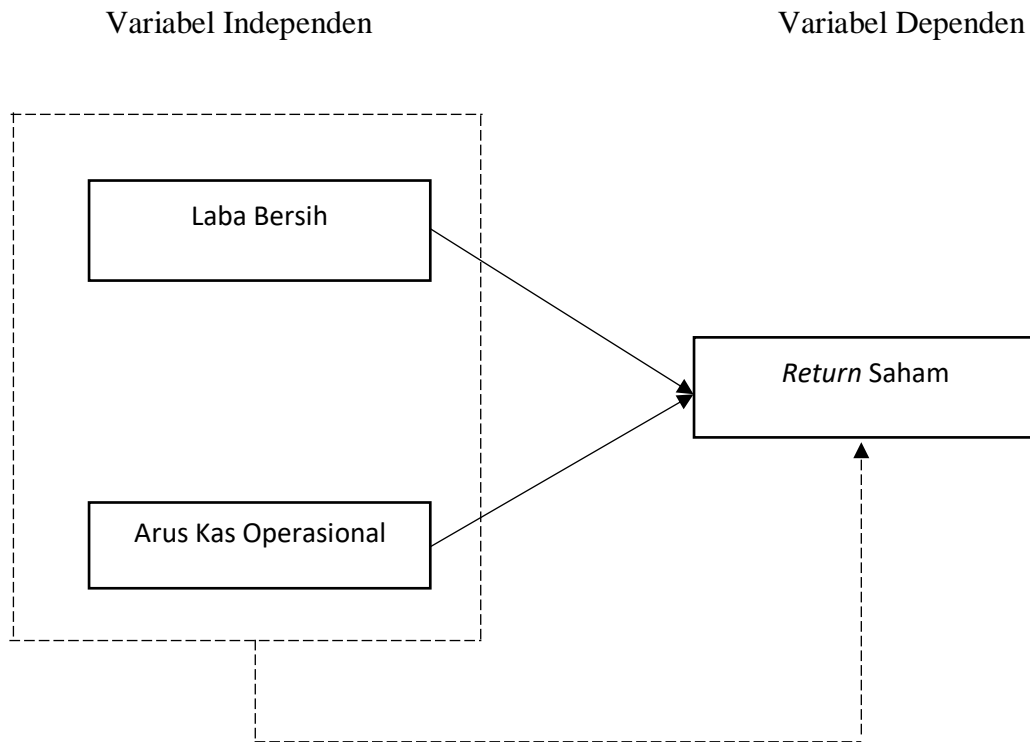 Variabel Independen
Variabel Dependen
Laba Bersih
Return Saham
Arus Kas Operasional